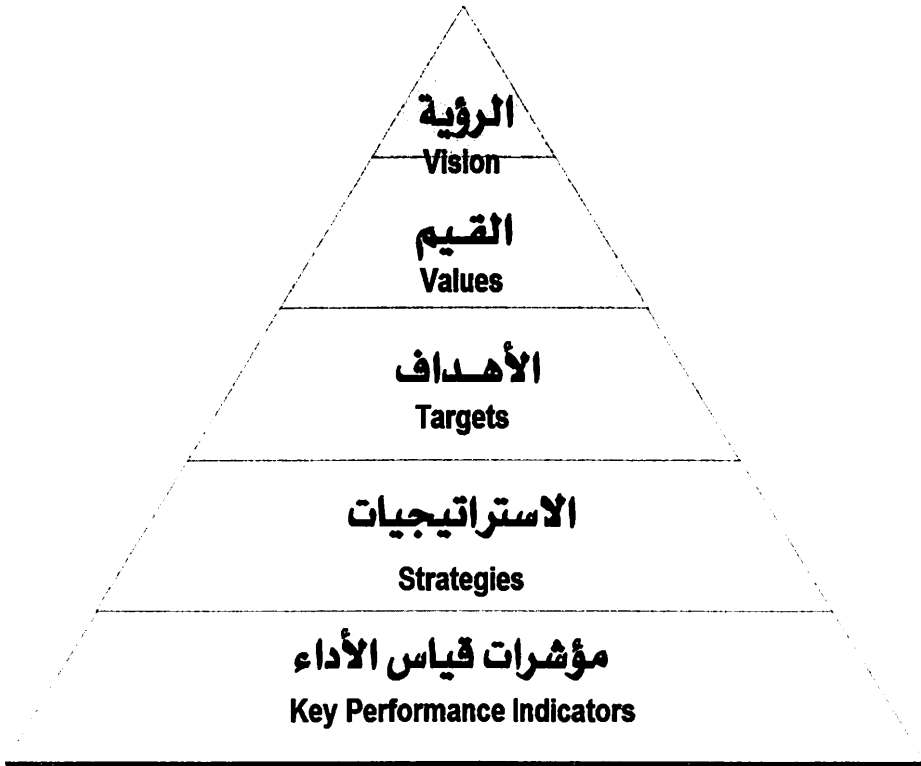 الرؤية
Vision
القيم
Values
الأهداف
Targets
الاستراتيجيات
Strategies
مؤشرات قياس الأداء
Key Performance Indicators